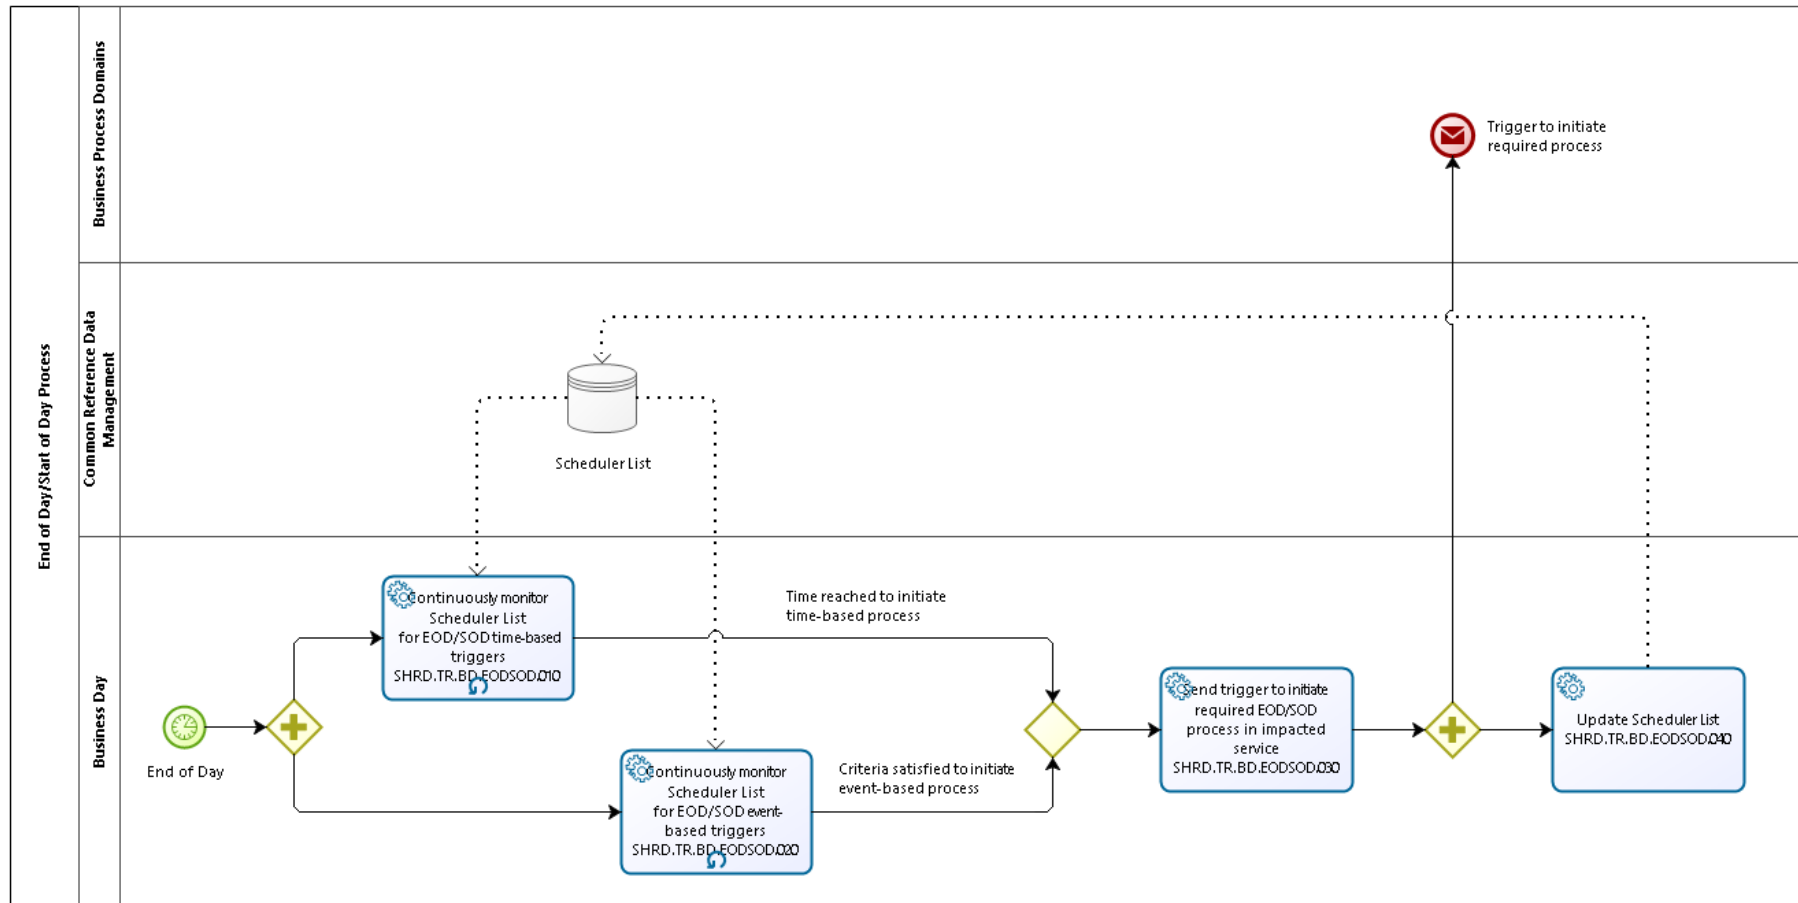 End of Day/Start of Day Process
Business Process Domains
Trigger to initiate
required process
Common Reference Data
Management
Scheduler List
Business Day
End of Day
Continuously monitor
Scheduler List
for EOD/SOD time-based
triggers
SHRD.TR.BD.EODSOD.010
Time reached to initiate
time-based process
Continuously monitor
Scheduler List
for EOD/SOD event-
based triggers
SHRD.TR.BD.EODSOD.020
Criteria satisfied to initiate
event-based process
Send trigger to initiate
required EOD/SOD
process in impacted
service
SHRD.TR.BD.EODSOD.030
Update Scheduler List
SHRD.TR.BD.EODSOD.040